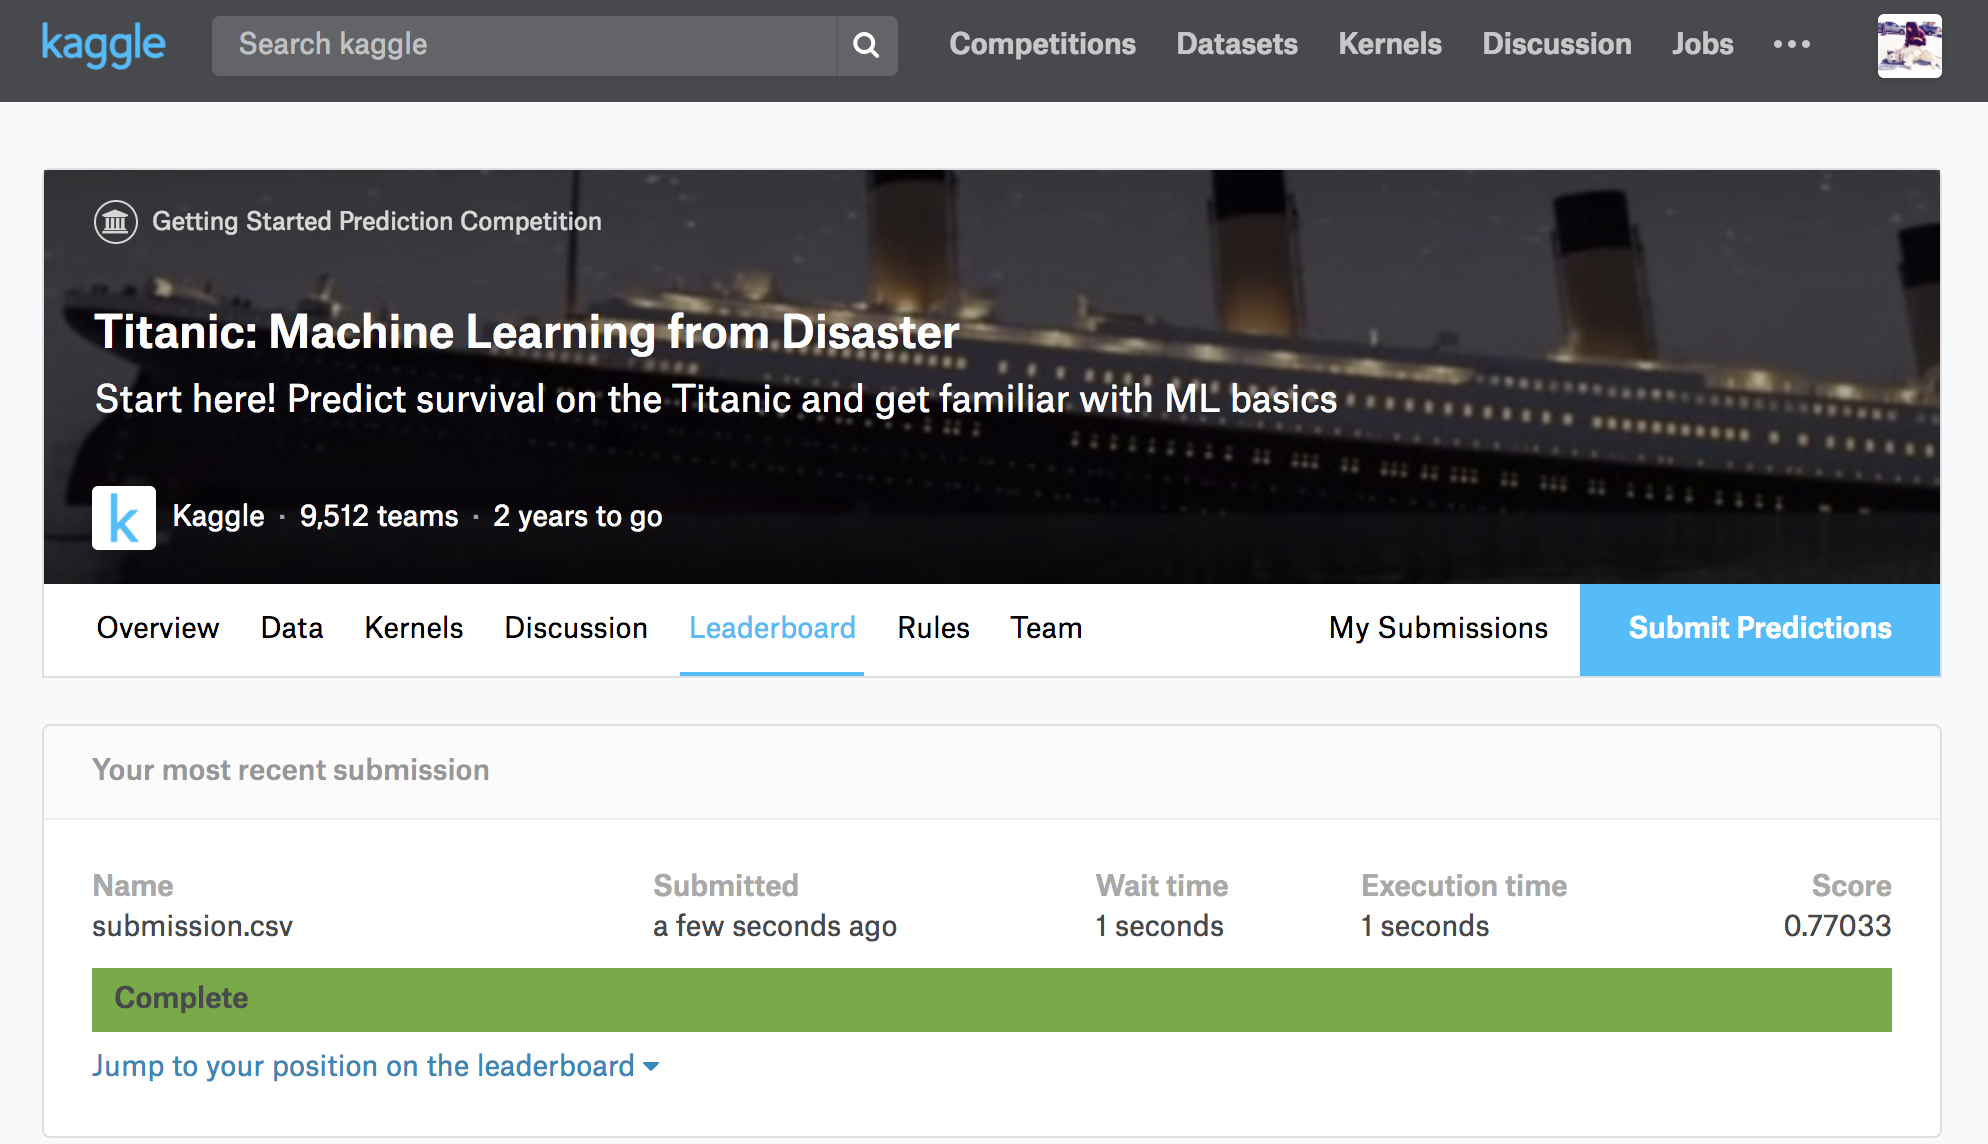 kaggle
Search kaggle
Competitions Datasets Kernels Discussion Jobs
Getting Started Prediction Competition
Titanic: Machine Learning from Disaster
Start here! Predict survival on the Titanic and get familiar with ML basics
k
Kaggle · 9,512 teams · 2 years to go
Overview Data Kernels Discussion Leaderboard Rules Team My Submissions Submit Predictions
Your most recent submission
Name Submitted Wait time Execution time Score
submission.csv a few seconds ago 1 seconds 1 seconds 0.77033
Complete
Jump to your position on the leaderboard